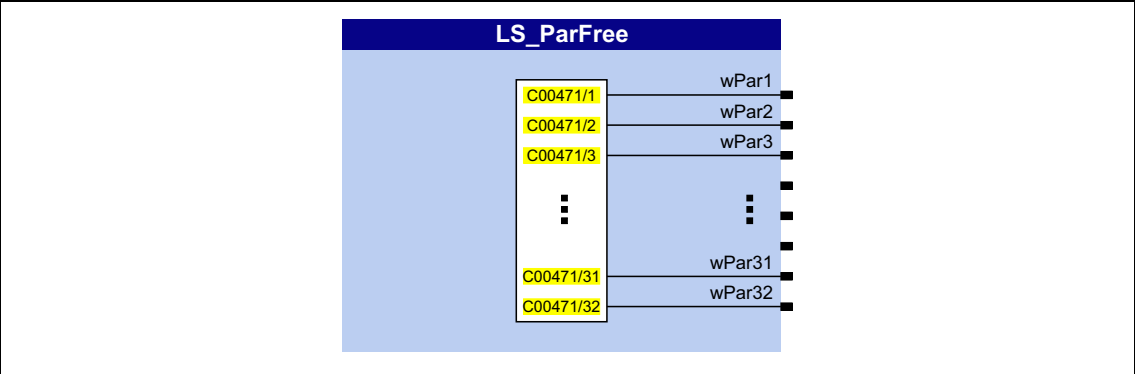 LS_ParFree
C00471/1 wPar1
C00471/2 wPar2
C00471/3 wPar3
C00471/31 wPar31
C00471/32 wPar32